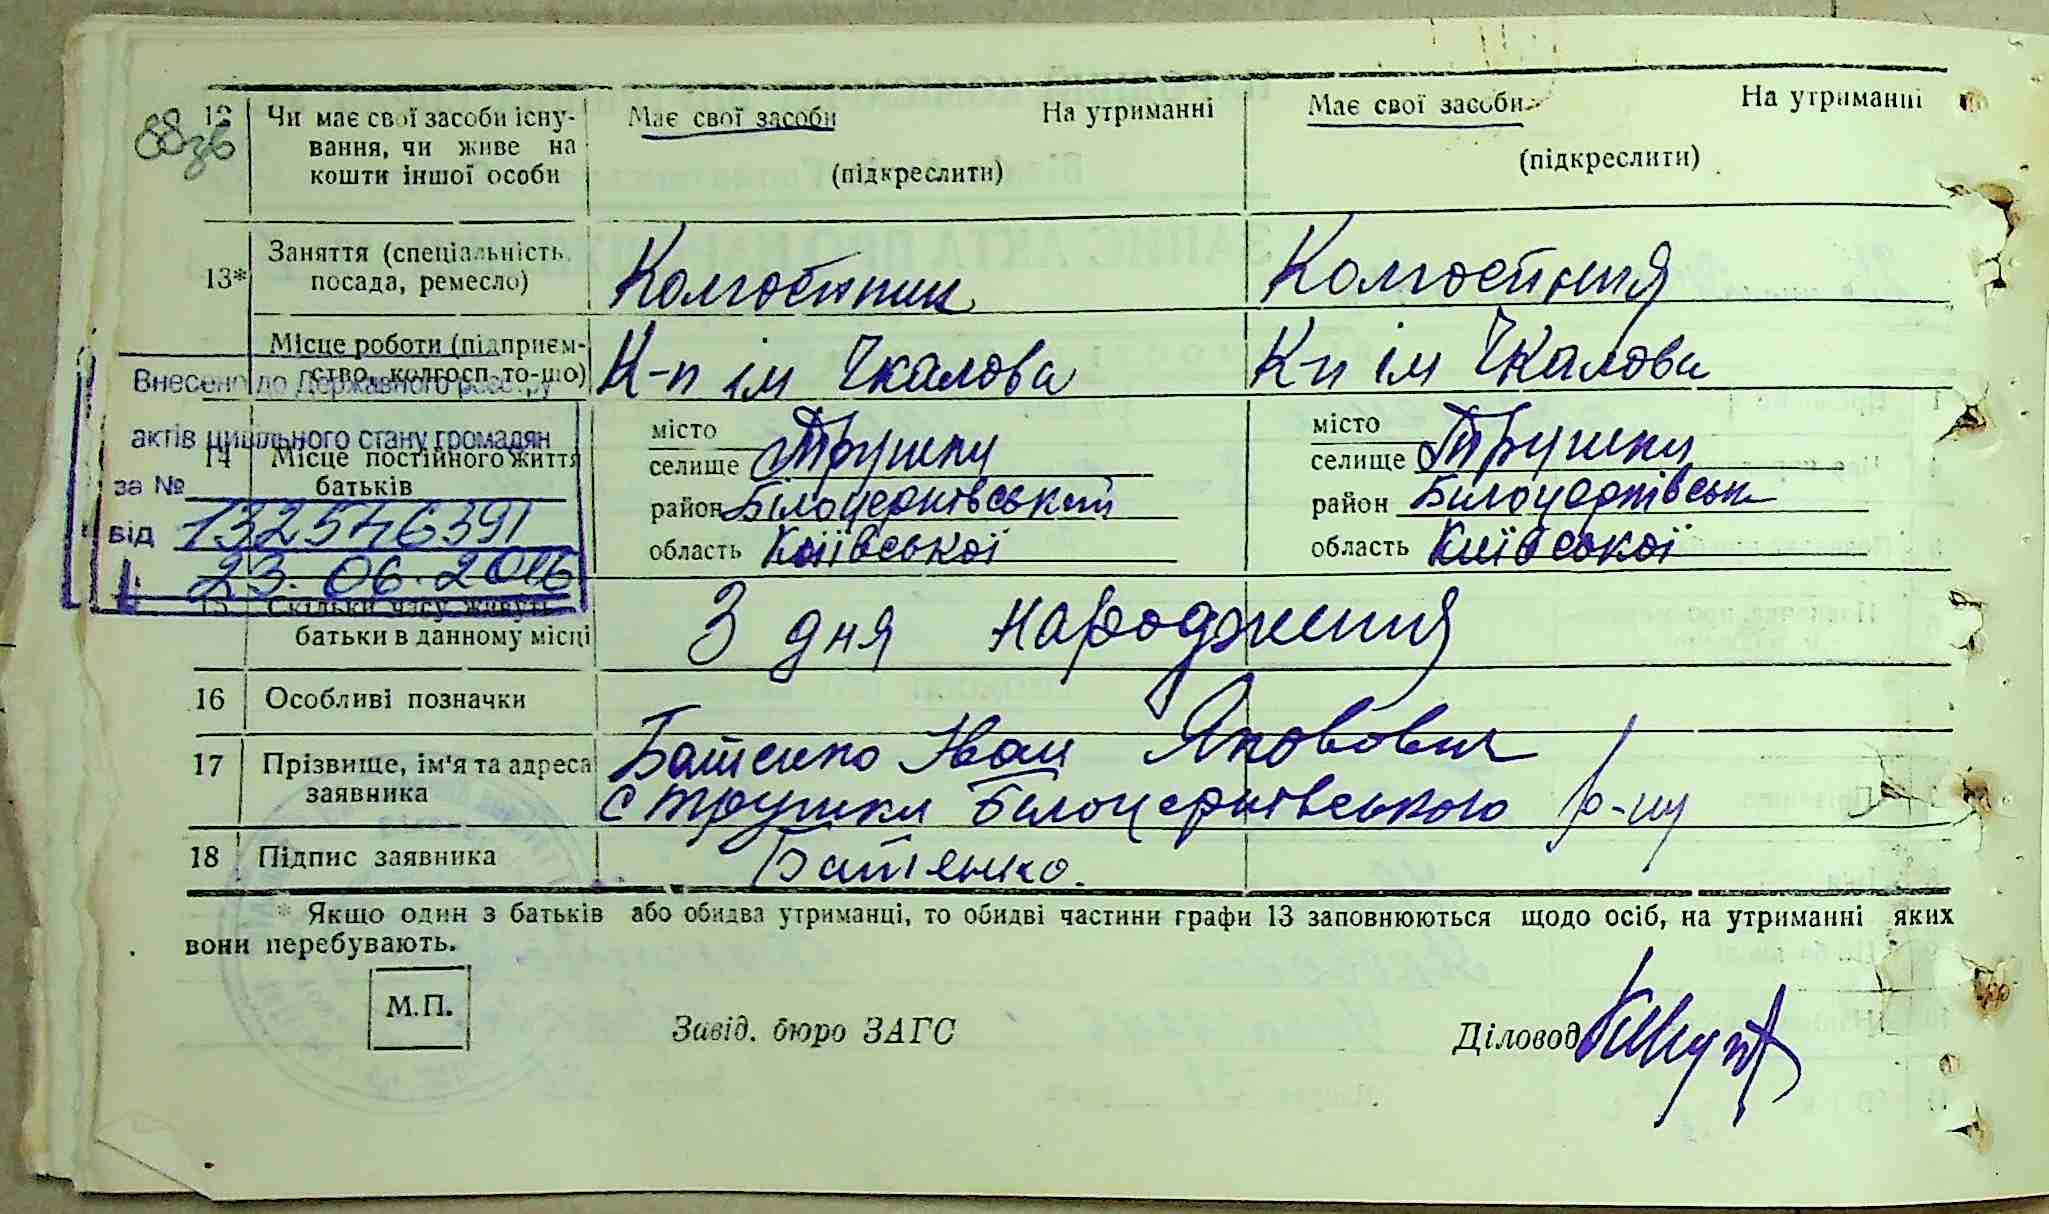 88зв
12 Чи має свої засоби існу- Має свої засоби На утриманні Має свої засоби На утриманні
вання, чи живе на
кошти іншої особи (підкреслити) (підкреслити)
13* Заняття (спеціальність, Колгоспник Колгоспниця
посада, ремесло)
Місце роботи (підприєм- К-п ім Чкалова К-п ім Чкалова
ство, колгосп то-що)
Внесено до Державного реєстру
актів цивільного стану громадян
за № 132546391
від 23.06.2016
14 Місце постійного життя батьків
місто місто
селище Трушки селище Трушки
район Білоцерківський район Білоцерківськ
область Київської область Київської
15 Скільки часу живуть З дня народження
батьки в данному місці
16 Особливі позначки
17 Прізвище, ім'я та адреса Батенко Іван Якович
заявника с Трушки Білоцерківського р-ну
18 Підпис заявника Батенко.
* Якщо один з батьків або обидва утриманці, то обидві частини графи 13 заповнюються щодо осіб, на утриманні яких
вони перебувають.
М.П.
Завід. бюро ЗАГС Діловод